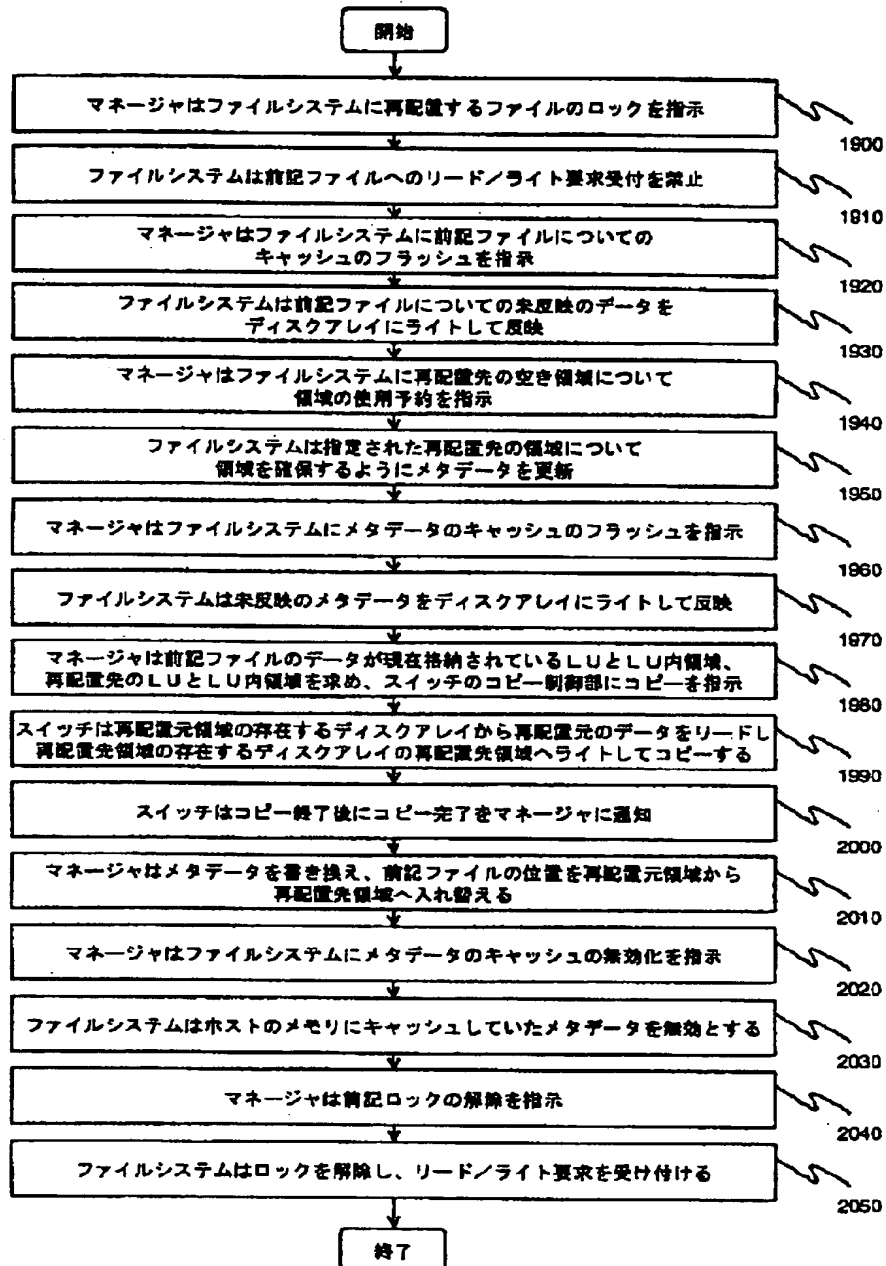 開始
マネージャはファイルシステムに再配置するファイルのロックを指示
1900
ファイルシステムは前記ファイルへのリード/ライト要求受付を禁止
1910
マネージャはファイルシステムに前記ファイルについての
キャッシュのフラッシュを指示
1920
ファイルシステムは前記ファイルについての未反映のデータを
ディスクアレイにライトして反映
1930
マネージャはファイルシステムに再配置先の空き領域について
領域の使用予約を指示
1940
ファイルシステムは指定された再配置先の領域について
領域を確保するようにメタデータを更新
1950
マネージャはファイルシステムにメタデータのキャッシュのフラッシュを指示
1960
ファイルシステムは未反映のメタデータをディスクアレイにライトして反映
1970
マネージャは前記ファイルのデータが現在格納されているLUとLU内領域、
再配置先のLUとLU内領域を求め、スイッチのコピー制御部にコピーを指示
1980
スイッチは再配置元領域の存在するディスクアレイから再配置元のデータをリードし
再配置先領域の存在するディスクアレイの再配置先領域へライトしてコピーする
1990
スイッチはコピー終了後にコピー完了をマネージャに通知
2000
マネージャはメタデータを書き換え、前記ファイルの位置を再配置元領域から
再配置先領域へ入れ替える
2010
マネージャはファイルシステムにメタデータのキャッシュの無効化を指示
2020
ファイルシステムはホストのメモリにキャッシュしていたメタデータを無効とする
2030
マネージャは前記ロックの解除を指示
2040
ファイルシステムはロックを解除し、リード/ライト要求を受け付ける
2050
終了